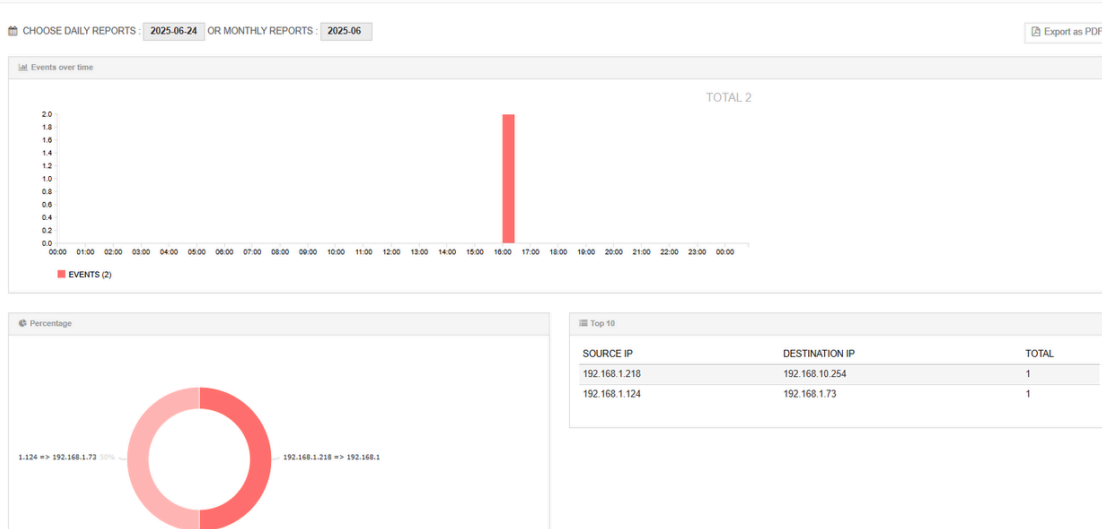 CHOOSE DAILY REPORTS : 2025-06-24 OR MONTHLY REPORTS : 2025-06
Export as PDF
Events over time
TOTAL 2
2.0
1.8
1.6
1.4
1.2
1.0
0.8
0.6
0.4
0.2
0.0
00:00 01:00 02:00 03:00 04:00 05:00 06:00 07:00 08:00 09:00 10:00 11:00 12:00 13:00 14:00 15:00 16:00 17:00 18:00 19:00 20:00 21:00 22:00 23:00 00:00
EVENTS (2)
Percentage
1.124 => 192.168.1.73 50%
192.168.1.218 => 192.168.1
Top 10
SOURCE IP DESTINATION IP TOTAL
192.168.1.218 192.168.10.254 1
192.168.1.124 192.168.1.73 1